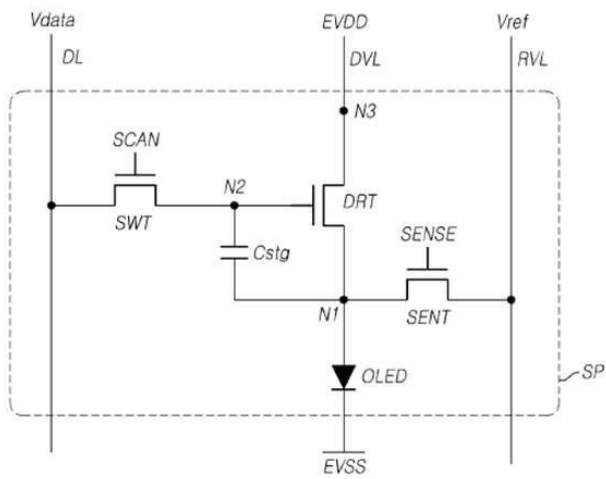 Vdata EVDD Vref
DL DVL RVL
N3
SCAN
N2 DRT
SWT SENSE
Cstg
N1 SENT
OLED SP
EVSS